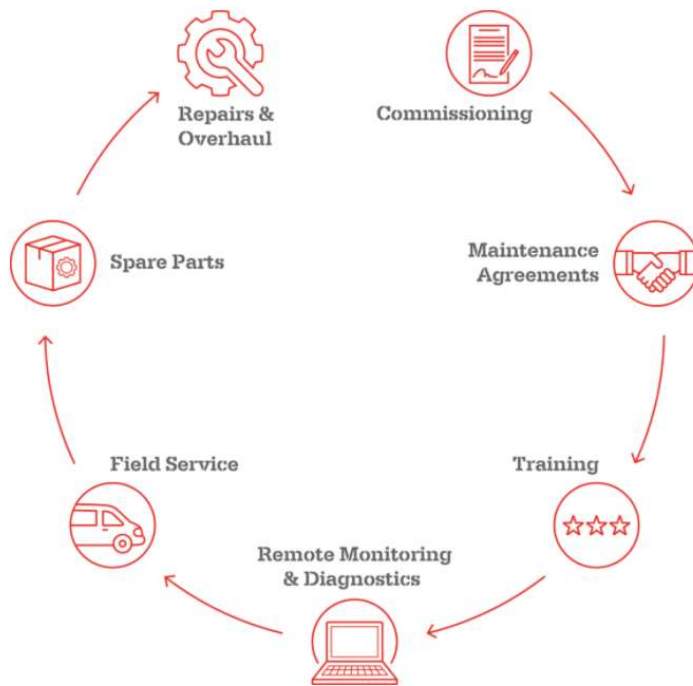 Repairs &
Overhaul
Commissioning
Spare Parts
Maintenance
Agreements
Field Service
Training
Remote Monitoring
& Diagnostics